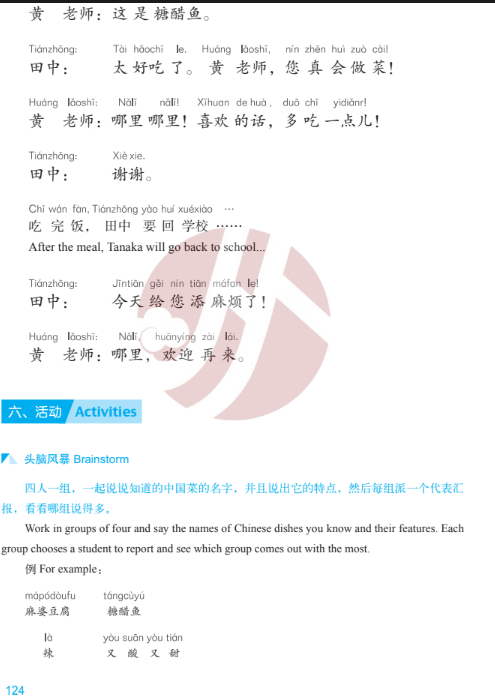 黄 老师：这是糖醋鱼。
Tiánzhōng: Tài hǎochī le. Huáng lǎoshī, nín zhēn huì zuò cài!
田中： 太好吃了。黄 老师，您真会做菜！
Huáng lǎoshī: Nǎlǐ nǎlǐ! Xǐhuan de huà, duō chī yìdiǎnr!
黄 老师：哪里哪里！喜欢的话，多吃一点儿！
Tiánzhōng: Xiè xie.
田中： 谢谢。
Chī wán fàn, Tiánzhōng yào huí xuéxiào …
吃 完 饭， 田中 要 回 学校 ……
After the meal, Tanaka will go back to school...
Tiánzhōng: Jīntiān gěi nín tiān máfan le!
田中： 今天给您添麻烦了！
Huáng lǎoshī: Nǎlǐ, huānyíng zài lái.
黄 老师：哪里，欢迎再来。
六、活动 Activities
头脑风暴 Brainstorm
四人一组，一起说说知道的中国菜的名字，并且说出它的特点，然后每组派一个代表汇
报，看看哪组说得多。
Work in groups of four and say the names of Chinese dishes you know and their features. Each
group chooses a student to report and see which group comes out with the most.
例 For example：
mápódòufu tángcùyú
麻婆豆腐 糖醋鱼
là yòu suān yòu tián
辣 又 酸 又 甜
124